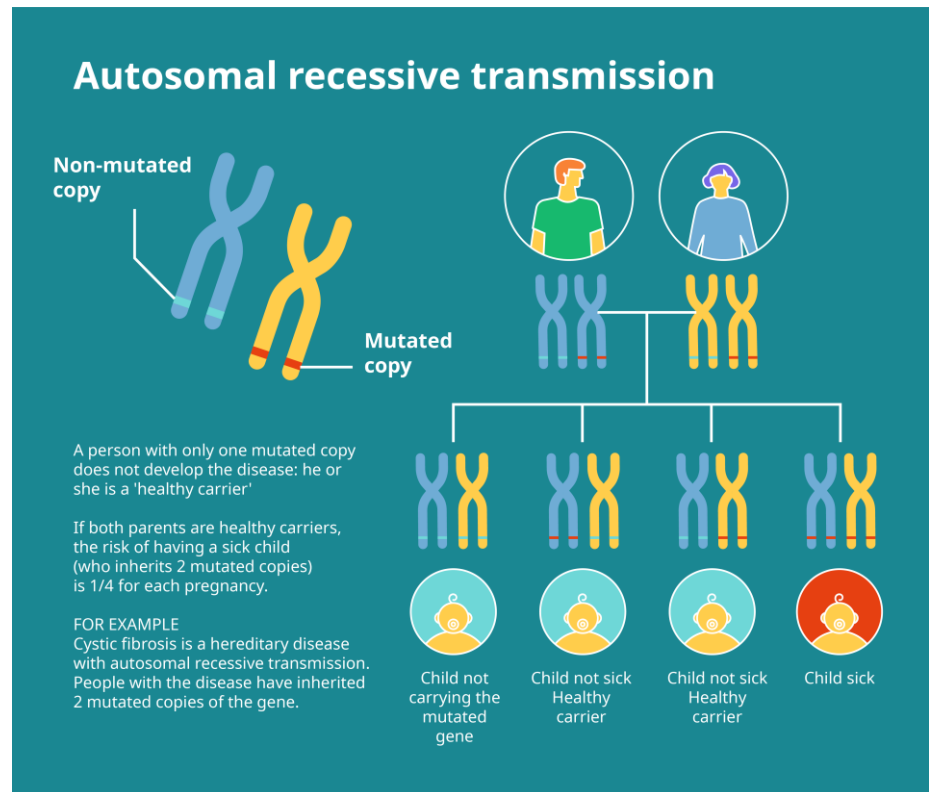 Autosomal recessive transmission
Non-mutated
copy
Mutated
copy
A person with only one mutated copy
does not develop the disease: he or
she is a 'healthy carrier'
If both parents are healthy carriers,
the risk of having a sick child
(who inherits 2 mutated copies)
is 1/4 for each pregnancy.
FOR EXAMPLE
Cystic fibrosis is a hereditary disease
with autosomal recessive transmission.
People with the disease have inherited
2 mutated copies of the gene.
Child not
carrying the
mutated
gene
Child not sick
Healthy
carrier
Child not sick
Healthy
carrier
Child sick